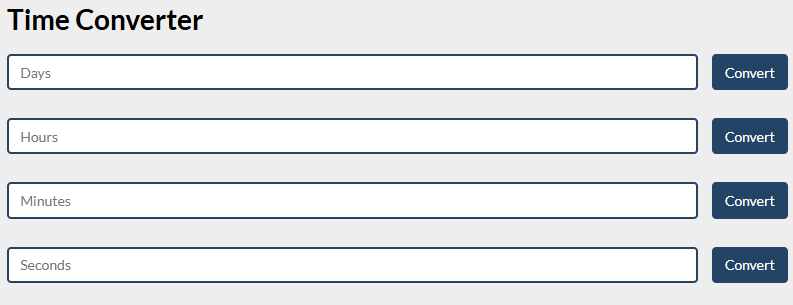 Time Converter
Days Convert
Hours Convert
Minutes Convert
Seconds Convert